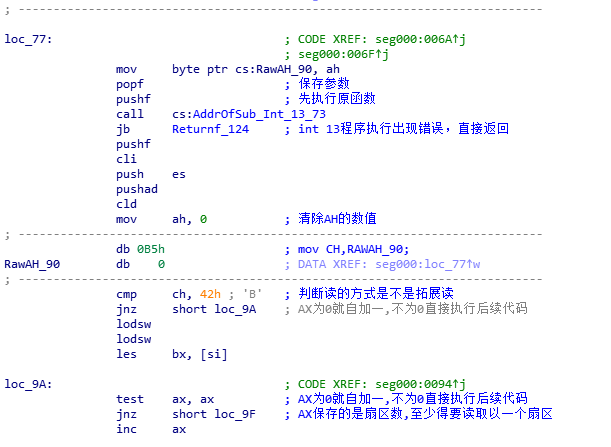 ; ---------------------------------------------------------------------------
loc_77: ; CODE XREF: seg000:006A↑j
; seg000:006F↑j
mov byte ptr cs:RawAH_90, ah
popf ; 保存参数
pushf ; 先执行原函数
call cs:AddrOfSub_Int_13_73
jb Returnf_124 ; int 13程序执行出现错误，直接返回
pushf
cli
push es
pushad
cld
mov ah, 0 ; 清除AH的数值
; ---------------------------------------------------------------------------
db 0B5h ; mov CH,RAWAH_90;
RawAH_90 db 0 ; DATA XREF: seg000:loc_77↑w
; ---------------------------------------------------------------------------
cmp ch, 42h ; 'B' ; 判断读的方式是不是拓展读
jnz short loc_9A ; AX为0就自加一,不为0直接执行后续代码
lodsw
lodsw
les bx, [si]
loc_9A: ; CODE XREF: seg000:0094↑j
test ax, ax ; AX为0就自加一,不为0直接执行后续代码
jnz short loc_9F ; AX保存的是扇区数,至少得要读取以一个扇区
inc ax